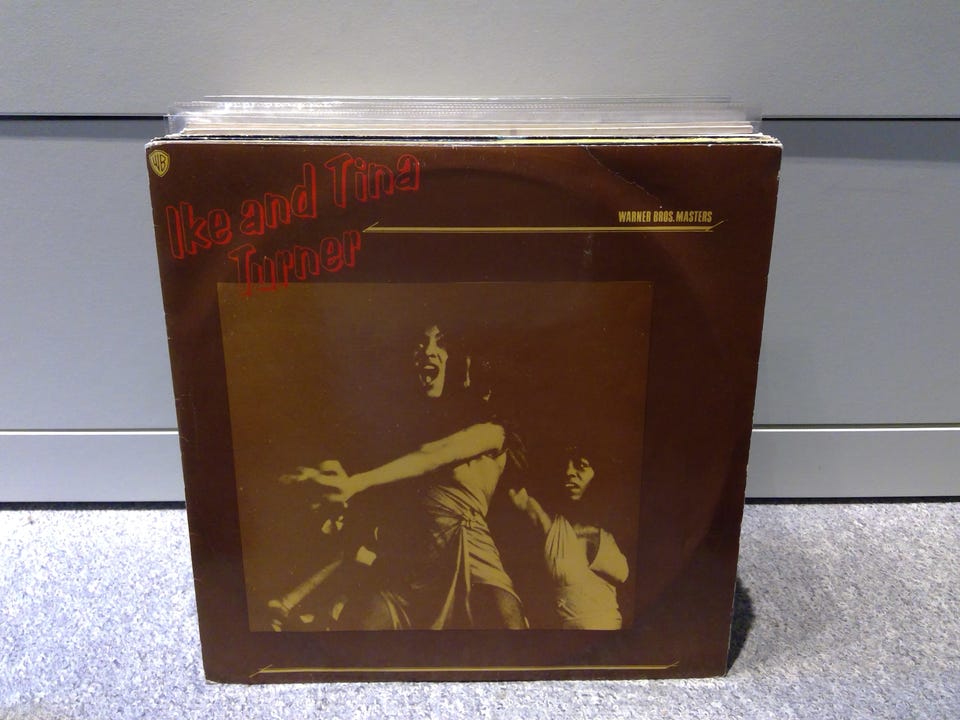 WB
Ike and Tina
Turner
WARNER BROS. MASTERS